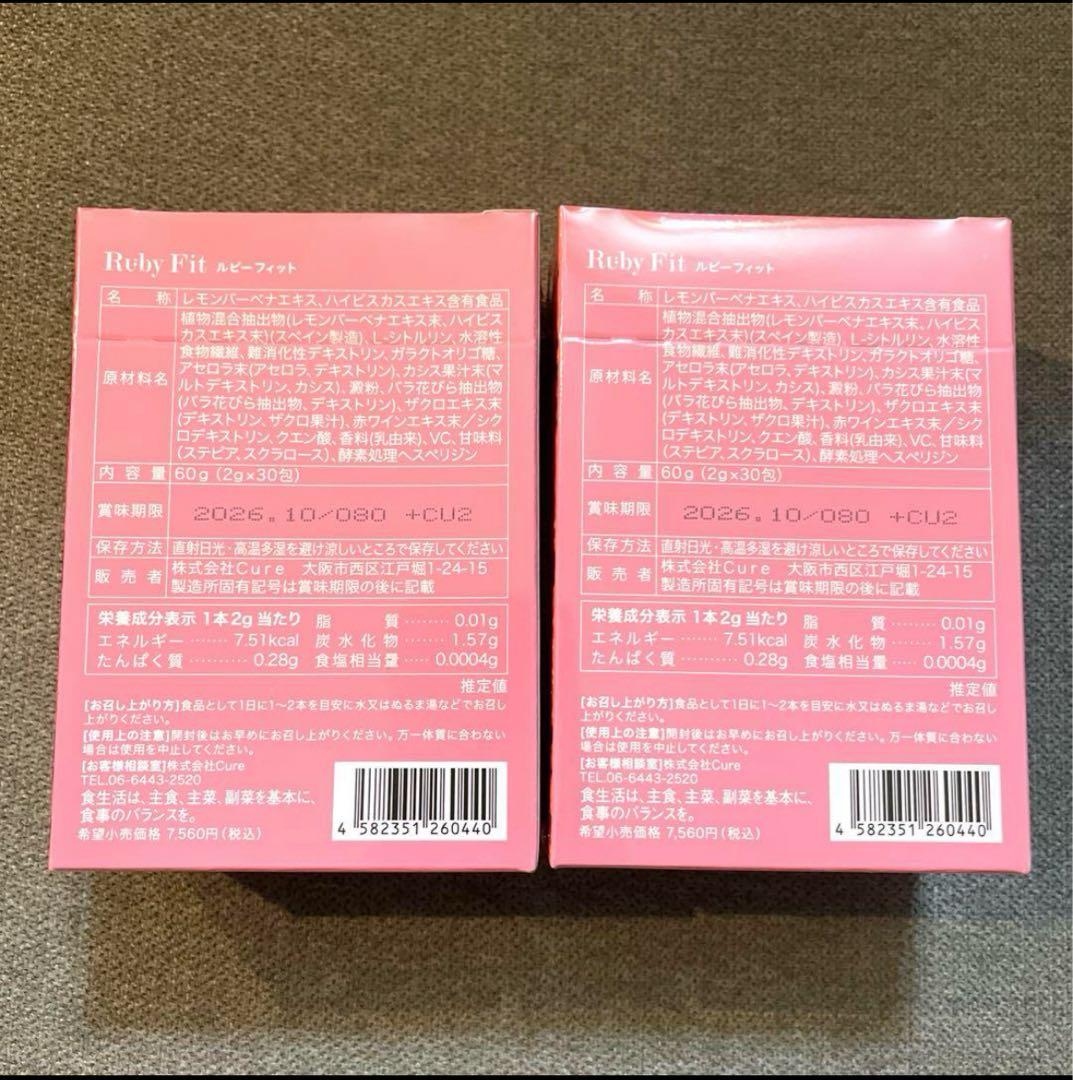 Ruby Fit ルビーフィット
名 称 レモンバーベナエキス、ハイビスカスエキス含有食品
原材料名 植物混合抽出物(レモンバーベナエキス末、ハイビス
カスエキス末)(スペイン製造)、L-シトルリン、水溶性
食物繊維、難消化性デキストリン、ガラクトオリゴ糖、
アセロラ末(アセロラ、デキストリン)、カシス果汁末(マ
ルトデキストリン、カシス)、澱粉、バラ花びら抽出物
(バラ花びら抽出物、デキストリン)、ザクロエキス末
(デキストリン、ザクロ果汁)、赤ワインエキス末／シク
ロデキストリン、クエン酸、香料(乳由来)、VC、甘味料
(ステビア、スクラロース)、酵素処理ヘスペリジン
内容量 60g (2g×30包)
賞味期限 2026.10/080 +CU2
保存方法 直射日光・高温多湿を避け涼しいところで保存してください
販売者 株式会社Cure 大阪市西区江戸堀1-24-15
製造所固有記号は賞味期限の後に記載
栄養成分表示 1本2g当たり 脂 質 ‥‥‥‥ 0.01g
エネルギー ‥‥‥ 7.51kcal 炭水化物 ‥‥‥ 1.57g
たんぱく質 ‥‥‥‥‥ 0.28g 食塩相当量 ‥‥ 0.0004g
推定値
[お召し上がり方]食品として1日に1〜2本を目安に水又はぬるま湯などでお召し
上がりください。
[使用上の注意]開封後はお早めにお召し上がりください。万一体質に合わない
場合は使用を中止してください。
[お客様相談室]株式会社Cure
TEL.06-6443-2520
食生活は、主食、主菜、副菜を基本に、
食事のバランスを。
希望小売価格 7,560円（税込）
4 582351 260440
Ruby Fit ルビーフィット
名 称 レモンバーベナエキス、ハイビスカスエキス含有食品
原材料名 植物混合抽出物(レモンバーベナエキス末、ハイビス
カスエキス末)(スペイン製造)、L-シトルリン、水溶性
食物繊維、難消化性デキストリン、ガラクトオリゴ糖、
アセロラ末(アセロラ、デキストリン)、カシス果汁末(マ
ルトデキストリン、カシス)、澱粉、バラ花びら抽出物
(バラ花びら抽出物、デキストリン)、ザクロエキス末
(デキストリン、ザクロ果汁)、赤ワインエキス末／シク
ロデキストリン、クエン酸、香料(乳由来)、VC、甘味料
(ステビア、スクラロース)、酵素処理ヘスペリジン
内容量 60g (2g×30包)
賞味期限 2026.10/080 +CU2
保存方法 直射日光・高温多湿を避け涼しいところで保存してください
販売者 株式会社Cure 大阪市西区江戸堀1-24-15
製造所固有記号は賞味期限の後に記載
栄養成分表示 1本2g当たり 脂 質 ‥‥‥‥ 0.01g
エネルギー ‥‥‥ 7.51kcal 炭水化物 ‥‥‥ 1.57g
たんぱく質 ‥‥‥‥‥ 0.28g 食塩相当量 ‥‥ 0.0004g
推定値
[お召し上がり方]食品として1日に1〜2本を目安に水又はぬるま湯などでお召し
上がりください。
[使用上の注意]開封後はお早めにお召し上がりください。万一体質に合わない
場合は使用を中止してください。
[お客様相談室]株式会社Cure
TEL.06-6443-2520
食生活は、主食、主菜、副菜を基本に、
食事のバランスを。
希望小売価格 7,560円（税込）
4 582351 260440